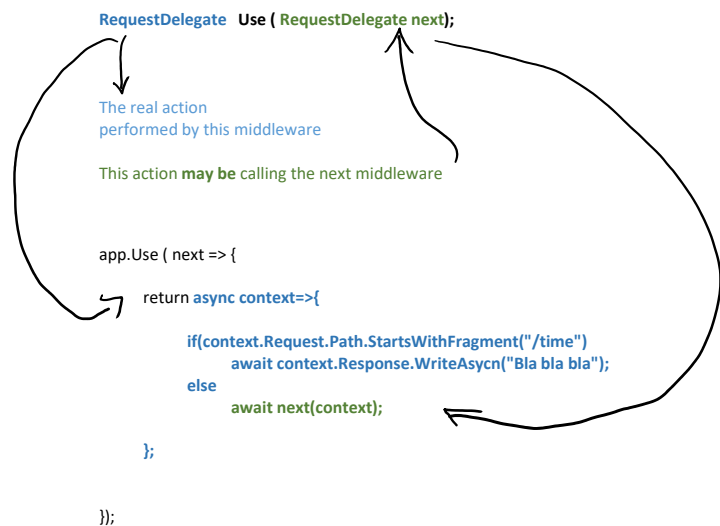 RequestDelegate Use ( RequestDelegate next);
The real action
performed by this middleware
This action may be calling the next middleware
app.Use ( next => {
return async context=>{
if(context.Request.Path.StartsWithFragment("/time")
await context.Response.WriteAsycn("Bla bla bla");
else
await next(context);
};
});